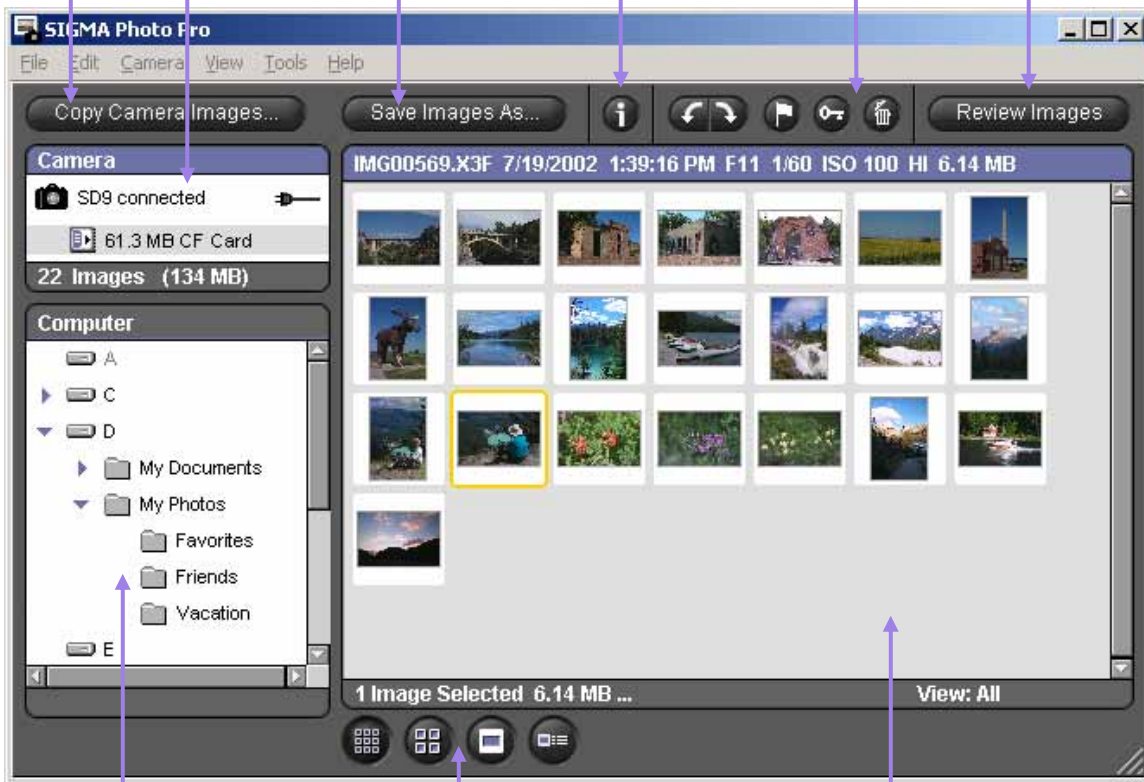 SIGMA Photo Pro
File Edit Camera View Tools Help
Copy Camera Images...
Save Images As...
Review Images
Camera
SD9 connected
61.3 MB CF Card
22 Images (134 MB)
Computer
A
C
D
My Documents
My Photos
Favorites
Friends
Vacation
E
IMG00569.X3F 7/19/2002 1:39:16 PM F11 1/60 ISO 100 HI 6.14 MB
1 Image Selected 6.14 MB ...
View: All